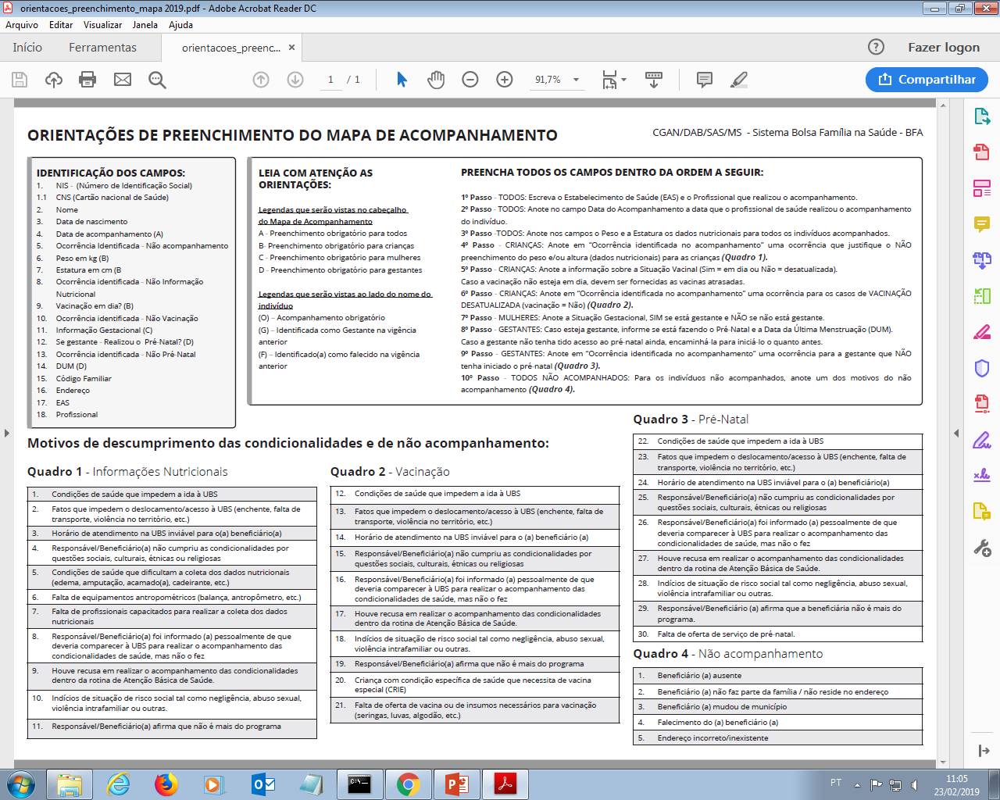 orientacoes_preenchimento_mapa 2019.pdf - Adobe Acrobat Reader DC
Arquivo Editar Visualizar Janela Ajuda
Início Ferramentas orientacoes_preenc... × Fazer logon
1 / 1 91,7% Compartilhar
ORIENTAÇÕES DE PREENCHIMENTO DO MAPA DE ACOMPANHAMENTO
CGAN/DAB/SAS/MS - Sistema Bolsa Família na Saúde - BFA
IDENTIFICAÇÃO DOS CAMPOS:
1. NIS - (Número de Identificação Social)
1.1 CNS (Cartão nacional de Saúde)
2. Nome
3. Data de nascimento
4. Data de acompanhamento (A)
5. Ocorrência Identificada - Não acompanhamento
6. Peso em kg (B)
7. Estatura em cm (B
8. Ocorrência identificada - Não Informação
Nutricional
9. Vacinação em dia? (B)
10. Ocorrência identificada - Não Vacinação
11. Informação Gestacional (C)
12. Se gestante - Realizou o Pré-Natal? (D)
13. Ocorrência identificada - Não Pré-Natal
14. DUM (D)
15. Código Familiar
16. Endereço
17. EAS
18. Profissional
LEIA COM ATENÇÃO AS
ORIENTAÇÕES:
Legendas que serão vistas no cabeçalho
do Mapa de Acompanhamento
A - Preenchimento obrigatório para todos
B- Preenchimento obrigatório para crianças
C - Preenchimento obrigatório para mulheres
D - Preenchimento obrigatório para gestantes
Legendas que serão vistas ao lado do nome do
indivíduo
(O) – Acompanhamento obrigatório
(G) – Identificada como Gestante na vigência
anterior
(F) – Identificado(a) como falecido na vigência
anterior
PREENCHA TODOS OS CAMPOS DENTRO DA ORDEM A SEGUIR:
1º Passo - TODOS: Escreva o Estabelecimento de Saúde (EAS) e o Profissional que realizou o acompanhamento.
2º Passo - TODOS: Anote no campo Data do Acompanhamento a data que o profissional de saúde realizou o acompanhamento
do indivíduo.
3º Passo -TODOS: Anote nos campos o Peso e a Estatura os dados nutricionais para todos os indivíduos acompanhados.
4º Passo - CRIANÇAS: Anote em “Ocorrência identificada no acompanhamento” uma ocorrência que justifique o NÃO
preenchimento do peso e/ou altura (dados nutricionais) para as crianças (Quadro 1).
5º Passo - CRIANÇAS: Anote a informação sobre a Situação Vacinal (Sim = em dia ou Não = desatualizada).
Caso a vacinação não esteja em dia, devem ser fornecidas as vacinas atrasadas.
6º Passo - CRIANÇAS: Anote em “Ocorrência identificada no acompanhamento” uma ocorrência para os casos de VACINAÇÃO
DESATUALIZADA (vacinação = Não) (Quadro 2).
7º Passo - MULHERES: Anote a Situação Gestacional, SIM se está gestante e NÃO se não está gestante.
8º Passo - GESTANTES: Caso esteja gestante, informe se está fazendo o Pré-Natal e a Data da Última Menstruação (DUM).
Caso a gestante não tenha tido acesso ao pré-natal ainda, encaminhá-la para iniciá-lo o quanto antes.
9º Passo - GESTANTES: Anote em “Ocorrência identificada no acompanhamento” uma ocorrência para a gestante que NÃO
tenha iniciado o pré-natal (Quadro 3).
10º Passo - TODOS NÃO ACOMPANHADOS: Para os indivíduos não acompanhados, anote um dos motivos do não
acompanhamento (Quadro 4).
Motivos de descumprimento das condicionalidades e de não acompanhamento:
Quadro 1 - Informações Nutricionais
1. Condições de saúde que impedem a ida à UBS
2. Fatos que impedem o deslocamento/acesso à UBS (enchente, falta de
transporte, violência no território, etc.)
3. Horário de atendimento na UBS inviável para o(a) beneficiário(a)
4. Responsável/Beneficiário(a) não cumpriu as condicionalidades por
questões sociais, culturais, étnicas ou religiosas
5. Condições de saúde que dificultam a coleta dos dados nutricionais
(edema, amputação, acamado(a), cadeirante, etc.)
6. Falta de equipamentos antropométricos (balança, antropômetro, etc.)
7. Falta de profissionais capacitados para realizar a coleta dos dados
nutricionais
8. Responsável/Beneficiário(a) foi informado (a) pessoalmente de que
deveria comparecer à UBS para realizar o acompanhamento das
condicionalidades de saúde, mas não o fez
9. Houve recusa em realizar o acompanhamento das condicionalidades
dentro da rotina de Atenção Básica de Saúde.
10. Indícios de situação de risco social tal como negligência, abuso sexual,
violência intrafamiliar ou outras.
11. Responsável/Beneficiário(a) afirma que não é mais do programa
Quadro 2 - Vacinação
12. Condições de saúde que impedem a ida à UBS
13. Fatos que impedem o deslocamento/acesso à UBS (enchente, falta de
transporte, violência no território, etc.)
14. Horário de atendimento na UBS inviável para o (a) beneficiário (a)
15. Responsável/Beneficiário(a) não cumpriu as condicionalidades por
questões sociais, culturais, étnicas ou religiosas
16. Responsável/Beneficiário(a) foi informado (a) pessoalmente de que
deveria comparecer à UBS para realizar o acompanhamento das
condicionalidades de saúde, mas não o fez
17. Houve recusa em realizar o acompanhamento das condicionalidades
dentro da rotina de Atenção Básica de Saúde.
18. Indícios de situação de risco social tal como negligência, abuso sexual,
violência intrafamiliar ou outras.
19. Responsável/Beneficiário(a) afirma que não é mais do programa
20. Criança com condição específica de saúde que necessita de vacina
especial (CRIE)
21. Falta de oferta de vacina ou de insumos necessários para vacinação
(seringas, luvas, algodão, etc.)
Quadro 3 - Pré-Natal
22. Condições de saúde que impedem a ida à UBS
23. Fatos que impedem o deslocamento/acesso à UBS (enchente, falta de
transporte, violência no território, etc.)
24. Horário de atendimento na UBS inviável para o (a) beneficiário(a)
25. Responsável/Beneficiário(a) não cumpriu as condicionalidades por
questões sociais, culturais, étnicas ou religiosas
26. Responsável/Beneficiário(a) foi informado (a) pessoalmente de que
deveria comparecer à UBS para realizar o acompanhamento das
condicionalidades de saúde, mas não o fez
27. Houve recusa em realizar o acompanhamento das condicionalidades
dentro da rotina de Atenção Básica de Saúde.
28. Indícios de situação de risco social tal como negligência, abuso sexual,
violência intrafamiliar ou outras.
29. Responsável/Beneficiário (a) afirma que a beneficiária não é mais do
programa.
30. Falta de oferta de serviço de pré-natal.
Quadro 4 - Não acompanhamento
1. Beneficiário (a) ausente
2. Beneficiário (a) não faz parte da família / não reside no endereço
3. Beneficiário (a) mudou de município
4. Falecimento do (a) beneficiário (a)
5. Endereço incorreto/inexistente
PT 11:05
23/02/2019